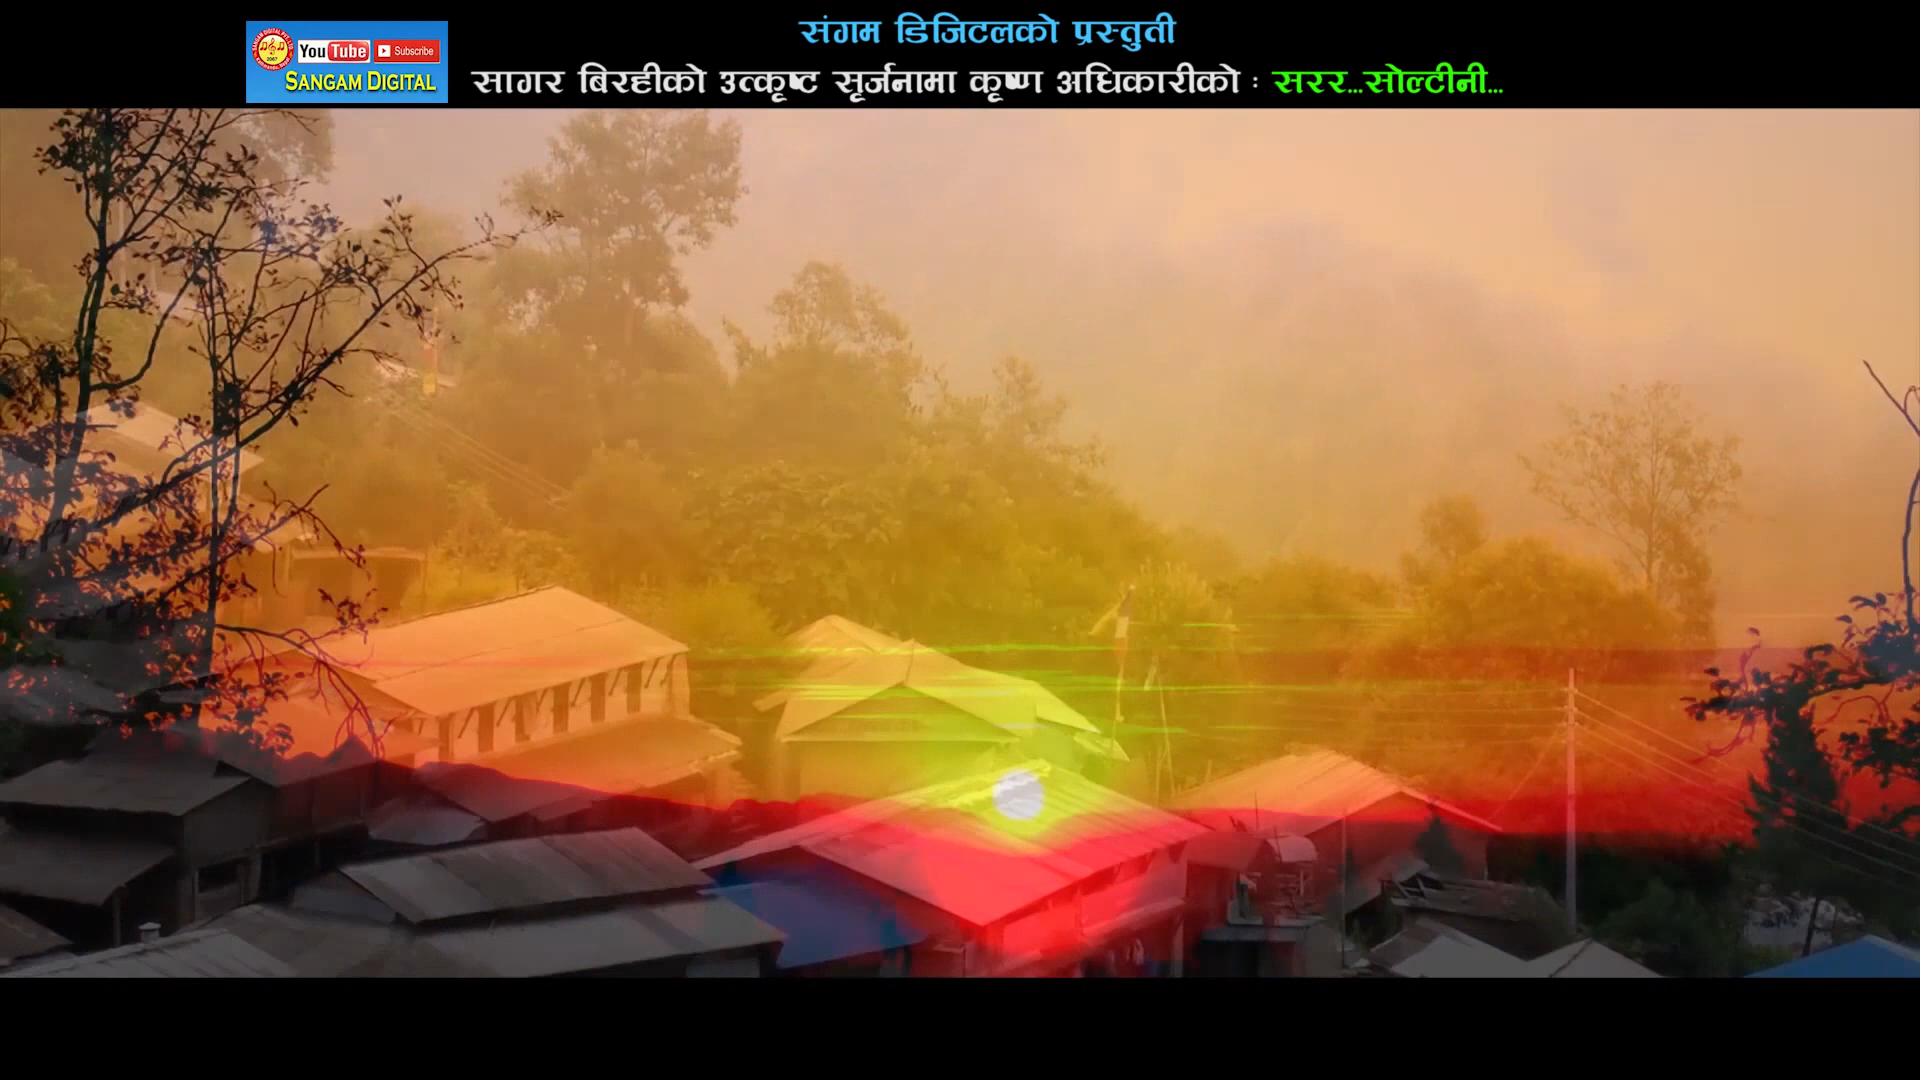 संगम डिजिटलको प्रस्तुती
You Tube Subscribe
SANGAM DIGITAL
सागर बिरहीको उत्कृष्ट सृर्जनामा कृष्ण अधिकारीको : सरर...सोल्टीनी...